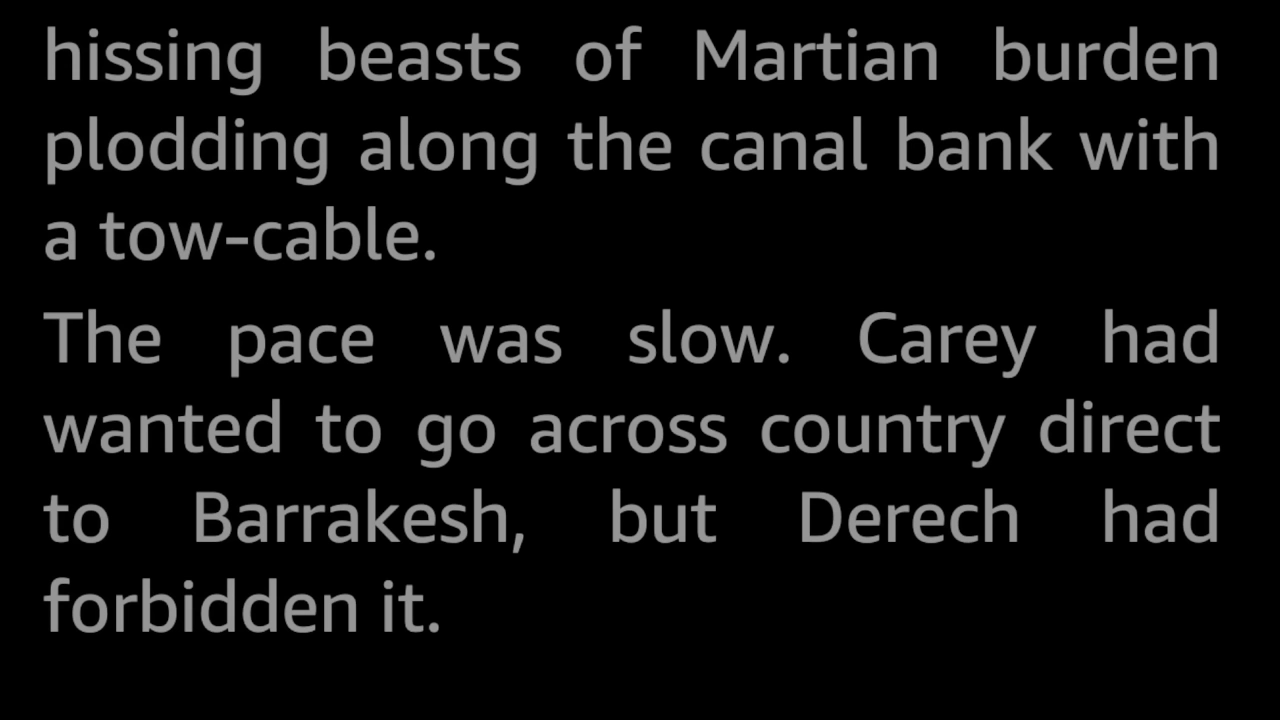 hissing beasts of Martian burden
plodding along the canal bank with
a tow-cable.
The pace was slow. Carey had
wanted to go across country direct
to Barrakesh, but Derech had
forbidden it.